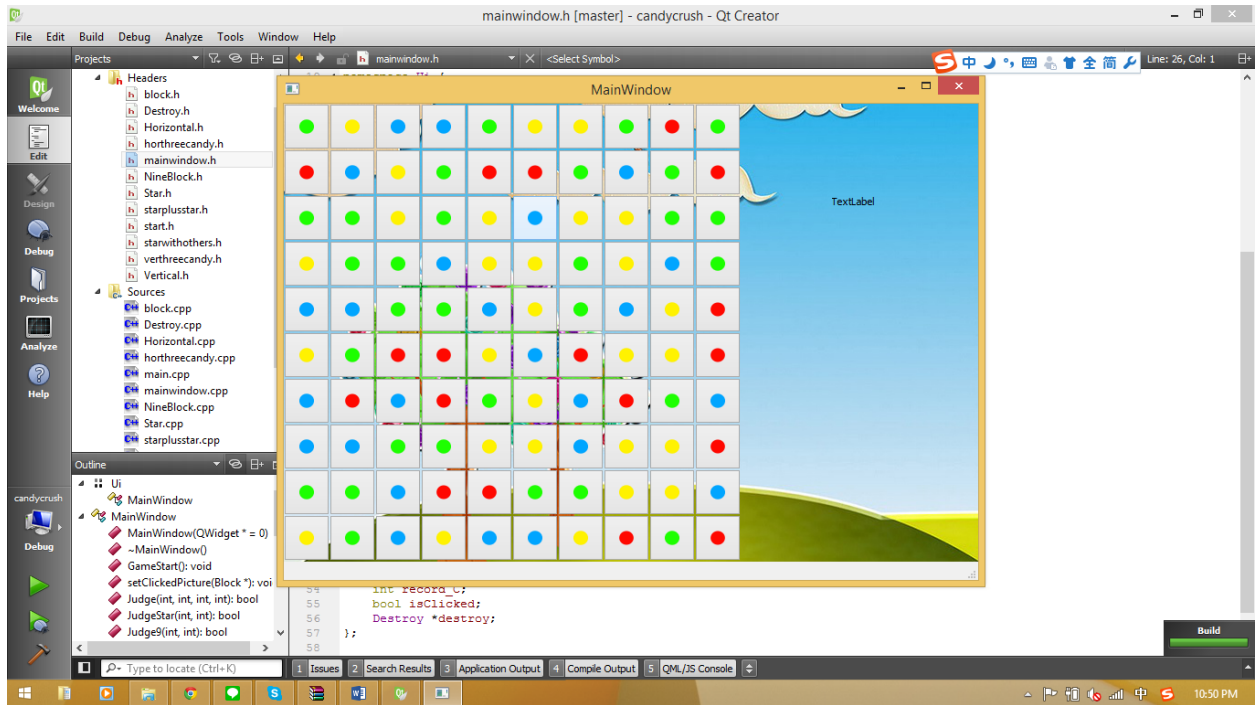 mainwindow.h [master] - candycrush - Qt Creator
File Edit Build Debug Analyze Tools Window Help
Projects
mainwindow.h
<Select Symbol>
中 全 简
Line: 26, Col: 1
Welcome
Edit
Design
Debug
Projects
Analyze
Help
Headers
block.h
Destroy.h
Horizontal.h
horthreecandy.h
mainwindow.h
NineBlock.h
Star.h
starplusstar.h
start.h
starwithothers.h
verthreecandy.h
Vertical.h
Sources
block.cpp
Destroy.cpp
Horizontal.cpp
horthreecandy.cpp
main.cpp
mainwindow.cpp
NineBlock.cpp
Star.cpp
starplusstar.cpp
MainWindow
TextLabel
Outline
Ui
MainWindow
MainWindow
MainWindow(QWidget * = 0)
~MainWindow()
GameStart(): void
setClickedPicture(Block *): voi
Judge(int, int, int, int): bool
JudgeStar(int, int): bool
Judge9(int, int): bool
candycrush
Debug
54 int record_C;
55 bool isClicked;
56 Destroy *destroy;
57 };
58
Build
Type to locate (Ctrl+K)
1 Issues 2 Search Results 3 Application Output 4 Compile Output 5 QML/JS Console
中 10:50 PM